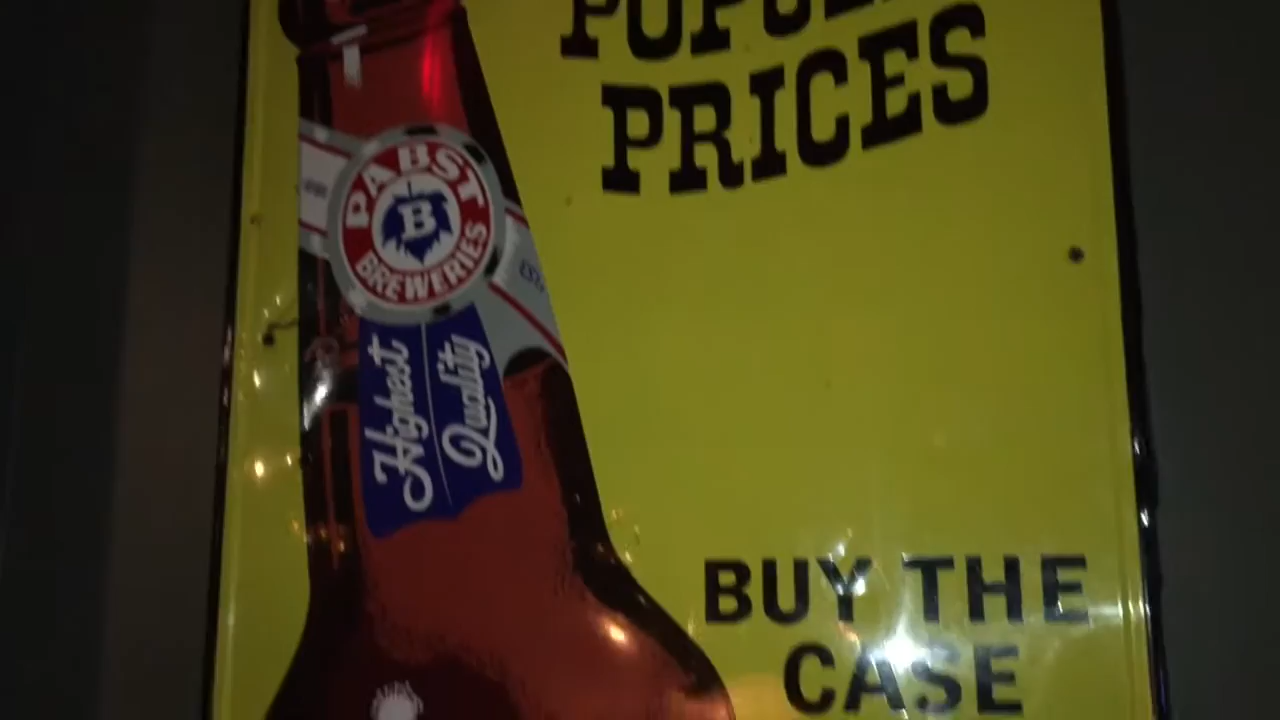 PRICES
PABST
B
BREWERIES
Highest
Quality
BUY THE
CASE